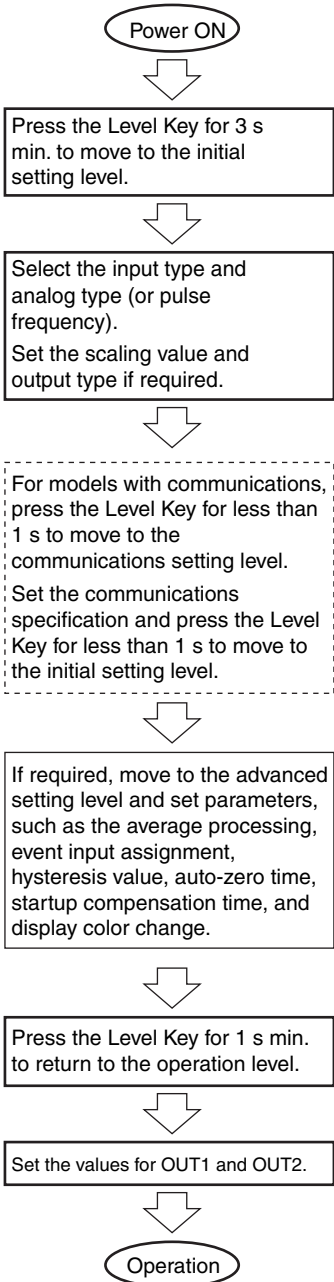 Power ON
Press the Level Key for 3 s
min. to move to the initial
setting level.
Select the input type and
analog type (or pulse
frequency).
Set the scaling value and
output type if required.
For models with communications,
press the Level Key for less than
1 s to move to the
communications setting level.
Set the communications
specification and press the Level
Key for less than 1 s to move to
the initial setting level.
If required, move to the advanced
setting level and set parameters,
such as the average processing,
event input assignment,
hysteresis value, auto-zero time,
startup compensation time, and
display color change.
Press the Level Key for 1 s min.
to return to the operation level.
Set the values for OUT1 and OUT2.
Operation